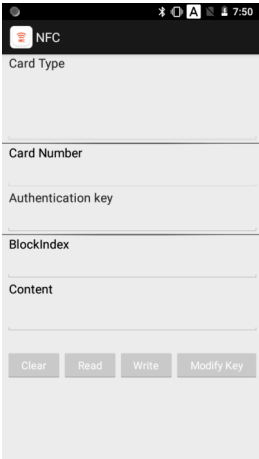 A 7:50
NFC
Card Type
Card Number
Authentication key
BlockIndex
Content
Clear Read Write Modify Key